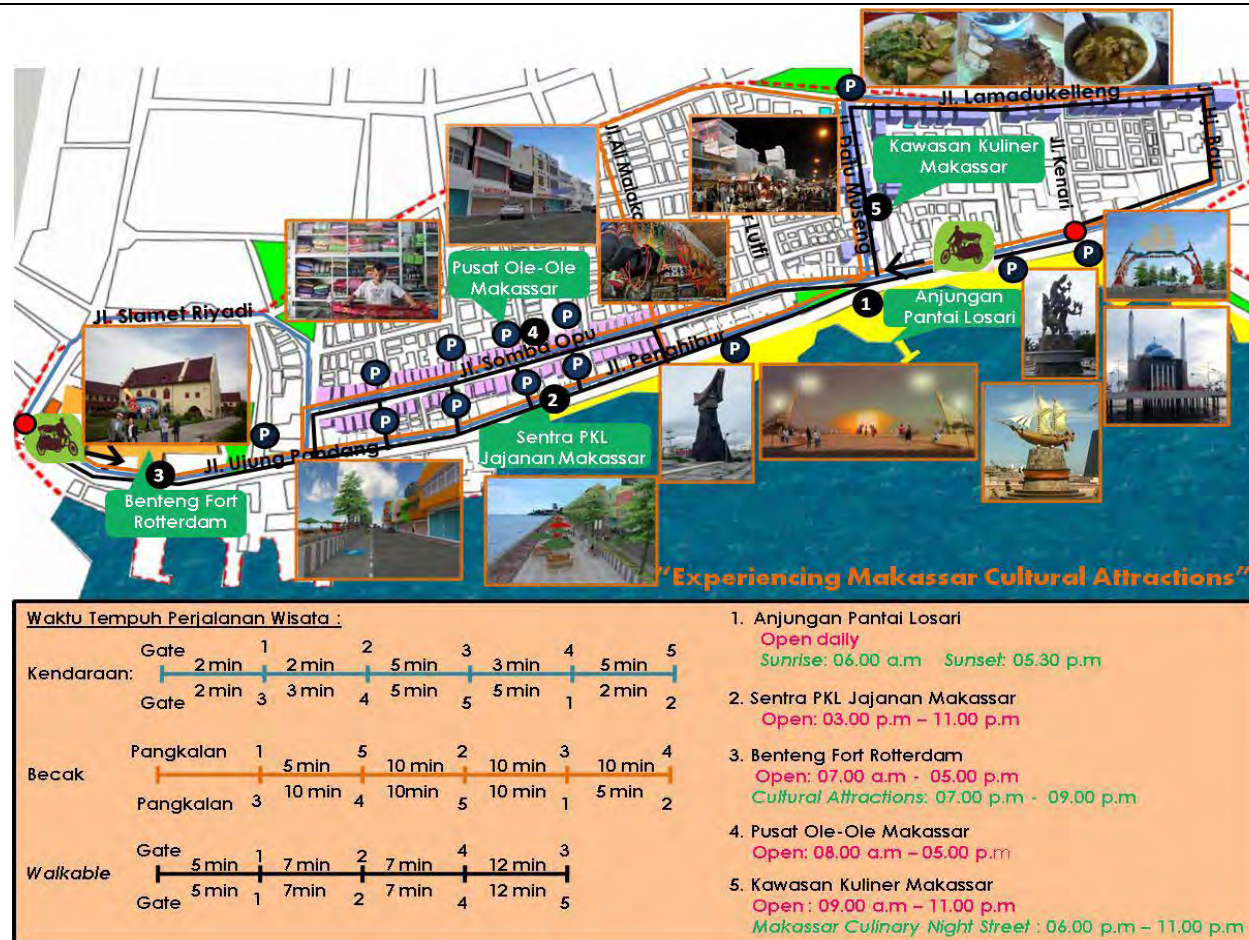 P
Jl. Lamadukelleng
Jl. Hj. Bau
Kawasan Kuliner
Makassar
Jl. Kenari
5
P
P
Pusat Ole-Ole
Makassar
P
P
4
P
P
Jl. Somba Opu
Jl. Penghibur
1
Anjungan
Pantai Losari
Jl. Slamet Riyadi
P
P
P
P
P
2
P
P
Sentra PKL
Jajanan Makassar
3
Jl. Ujung Pandang
Benteng Fort
Rotterdam
"Experiencing Makassar Cultural Attractions"
Waktu Tempuh Perjalanan Wisata :
Kendaraan:
Gate 1 2 3 4 5
2 min 2 min 5 min 3 min 5 min
2 min 3 min 5 min 5 min 2 min
Gate 3 4 5 1 2
Becak
Pangkalan 1 5 2 3 4
5 min 10 min 10 min 10 min
10 min 10min 10 min 5 min
Pangkalan 3 4 5 1 2
Walkable
Gate 1 2 4 3
5 min 7 min 7 min 12 min
5 min 7min 7 min 12 min
Gate 1 2 4 5
1. Anjungan Pantai Losari
Open daily
Sunrise: 06.00 a.m Sunset: 05.30 p.m
2. Sentra PKL Jajanan Makassar
Open: 03.00 p.m – 11.00 p.m
3. Benteng Fort Rotterdam
Open: 07.00 a.m - 05.00 p.m
Cultural Attractions: 07.00 p.m - 09.00 p.m
4. Pusat Ole-Ole Makassar
Open: 08.00 a.m – 05.00 p.m
5. Kawasan Kuliner Makassar
Open : 09.00 a.m – 11.00 p.m
Makassar Culinary Night Street : 06.00 p.m – 11.00 p.m